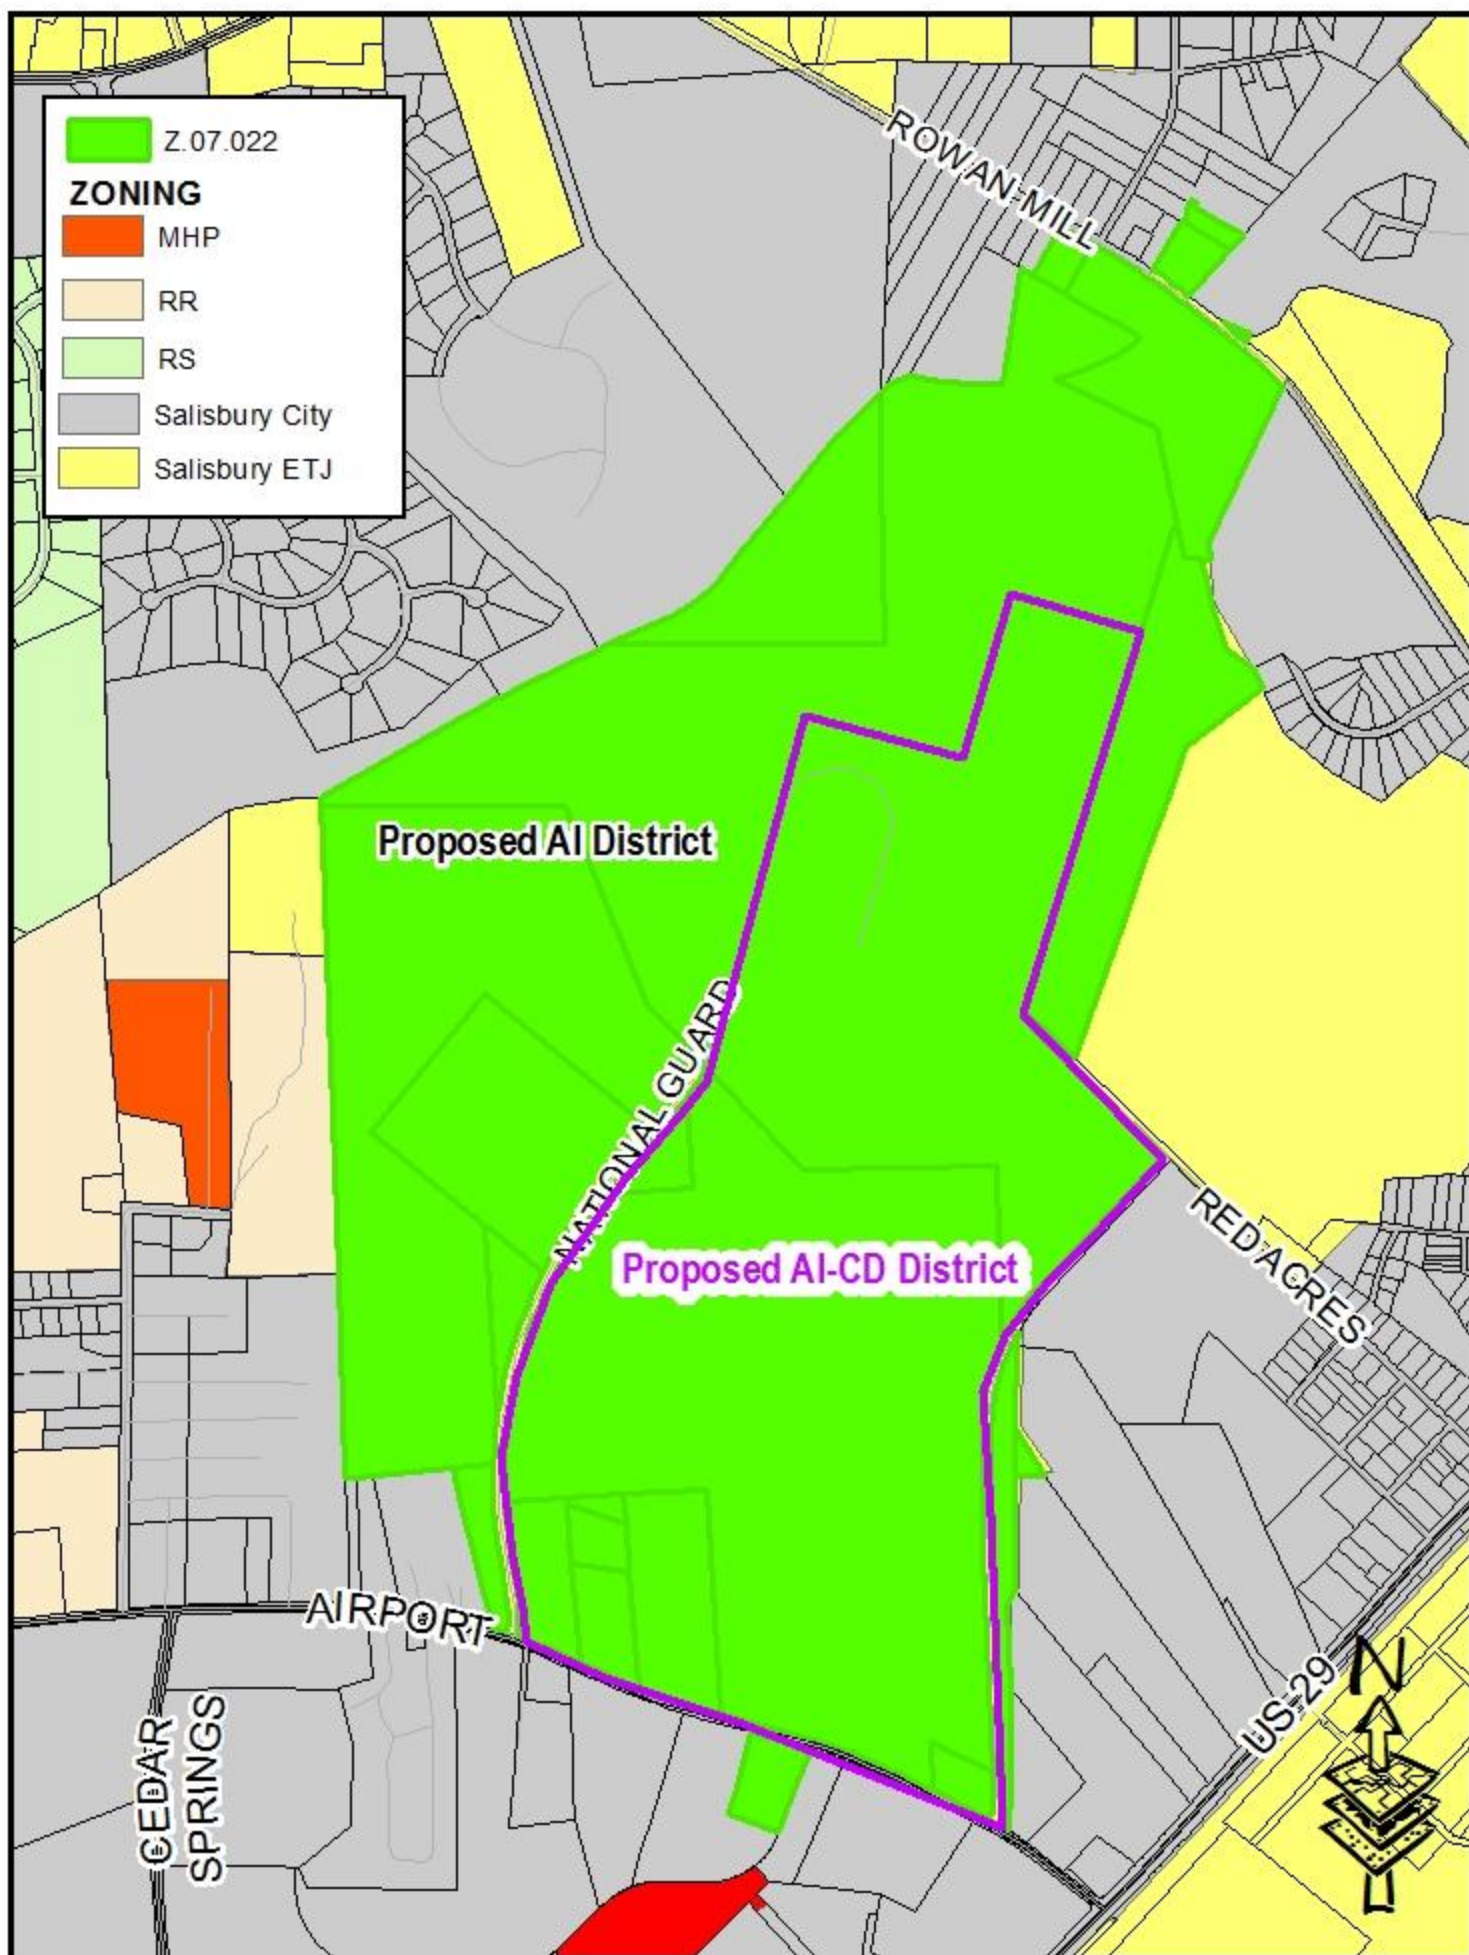 Z.07.022
ZONING
MHP
RR
RS
Salisbury City
Salisbury ETJ
ROWAN MILL
Proposed AI District
NATIONAL GUARD
Proposed AI-CD District
RED ACRES
AIRPORT
CEDAR
SPRINGS
US 29
N